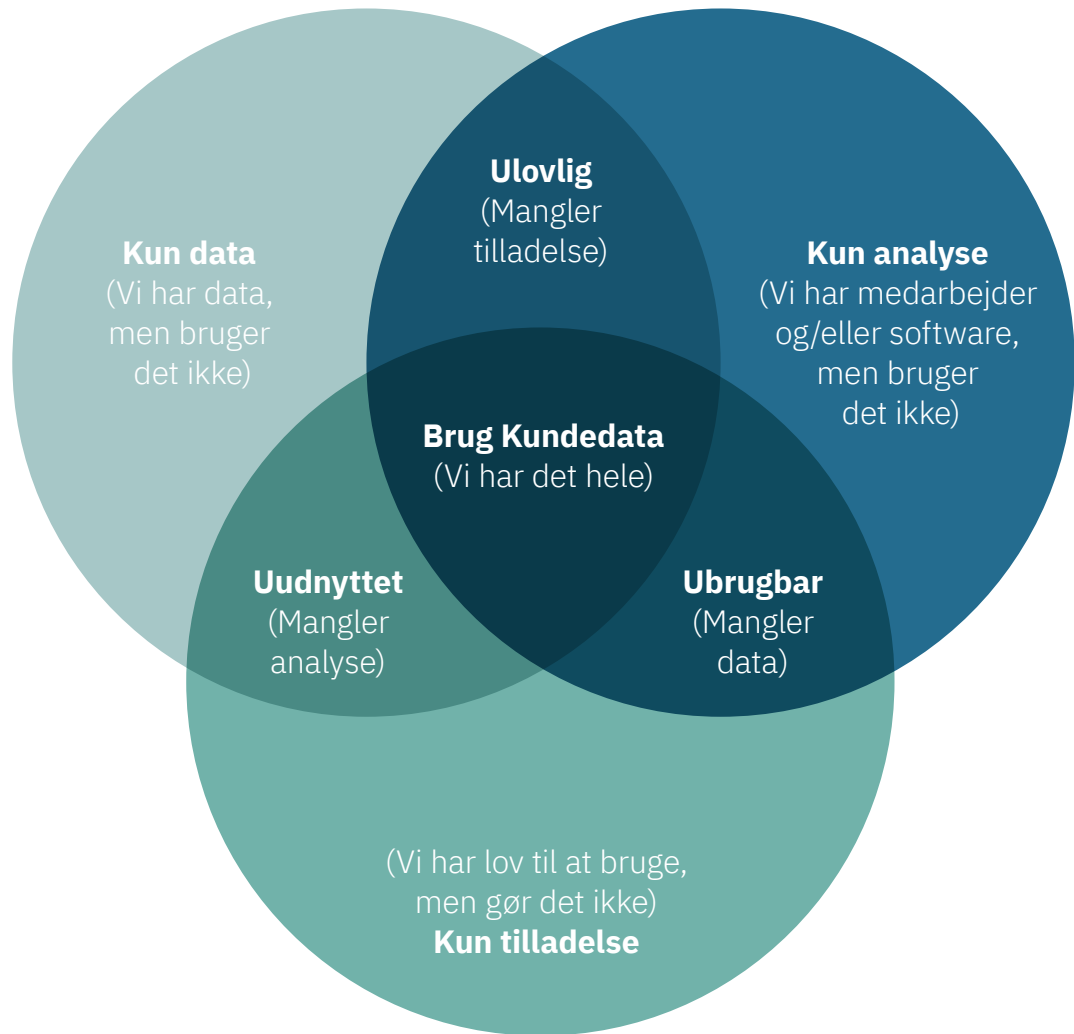 Ulovlig
(Mangler
tilladelse)
Kun data
(Vi har data,
men bruger
det ikke)
Kun analyse
(Vi har medarbejder
og/eller software,
men bruger
det ikke)
Brug Kundedata
(Vi har det hele)
Uudnyttet
(Mangler
analyse)
Ubrugbar
(Mangler
data)
(Vi har lov til at bruge,
men gør det ikke)
Kun tilladelse